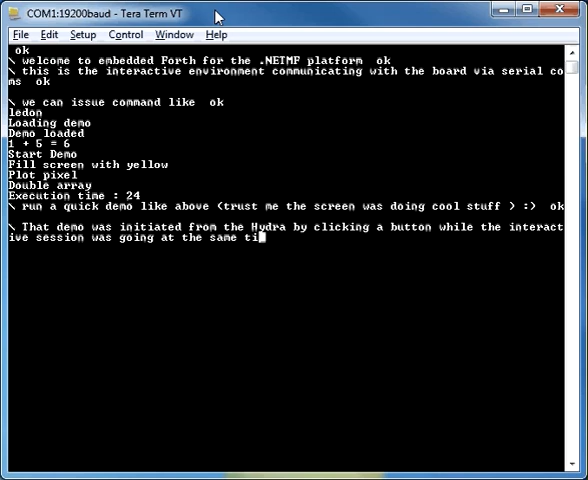 COM1:19200baud - Tera Term VT
File Edit Setup Control Window Help
ok
\ welcome to embedded Forth for the .NETMF platform  ok
\ this is the interactive environment communicating with the board via serial co
ms  ok
\ we can issue command like  ok
ledon
Loading demo
Demo loaded
1 + 5 = 6
Start Demo
Fill screen with yellow
Plot pixel
Double array
Execution time : 24
\ run a quick demo like above (trust me the screen was doing cool stuff ) :)  ok
\ That demo was initiated from the Hydra by clicking a button while the interact
ive session was going at the same ti